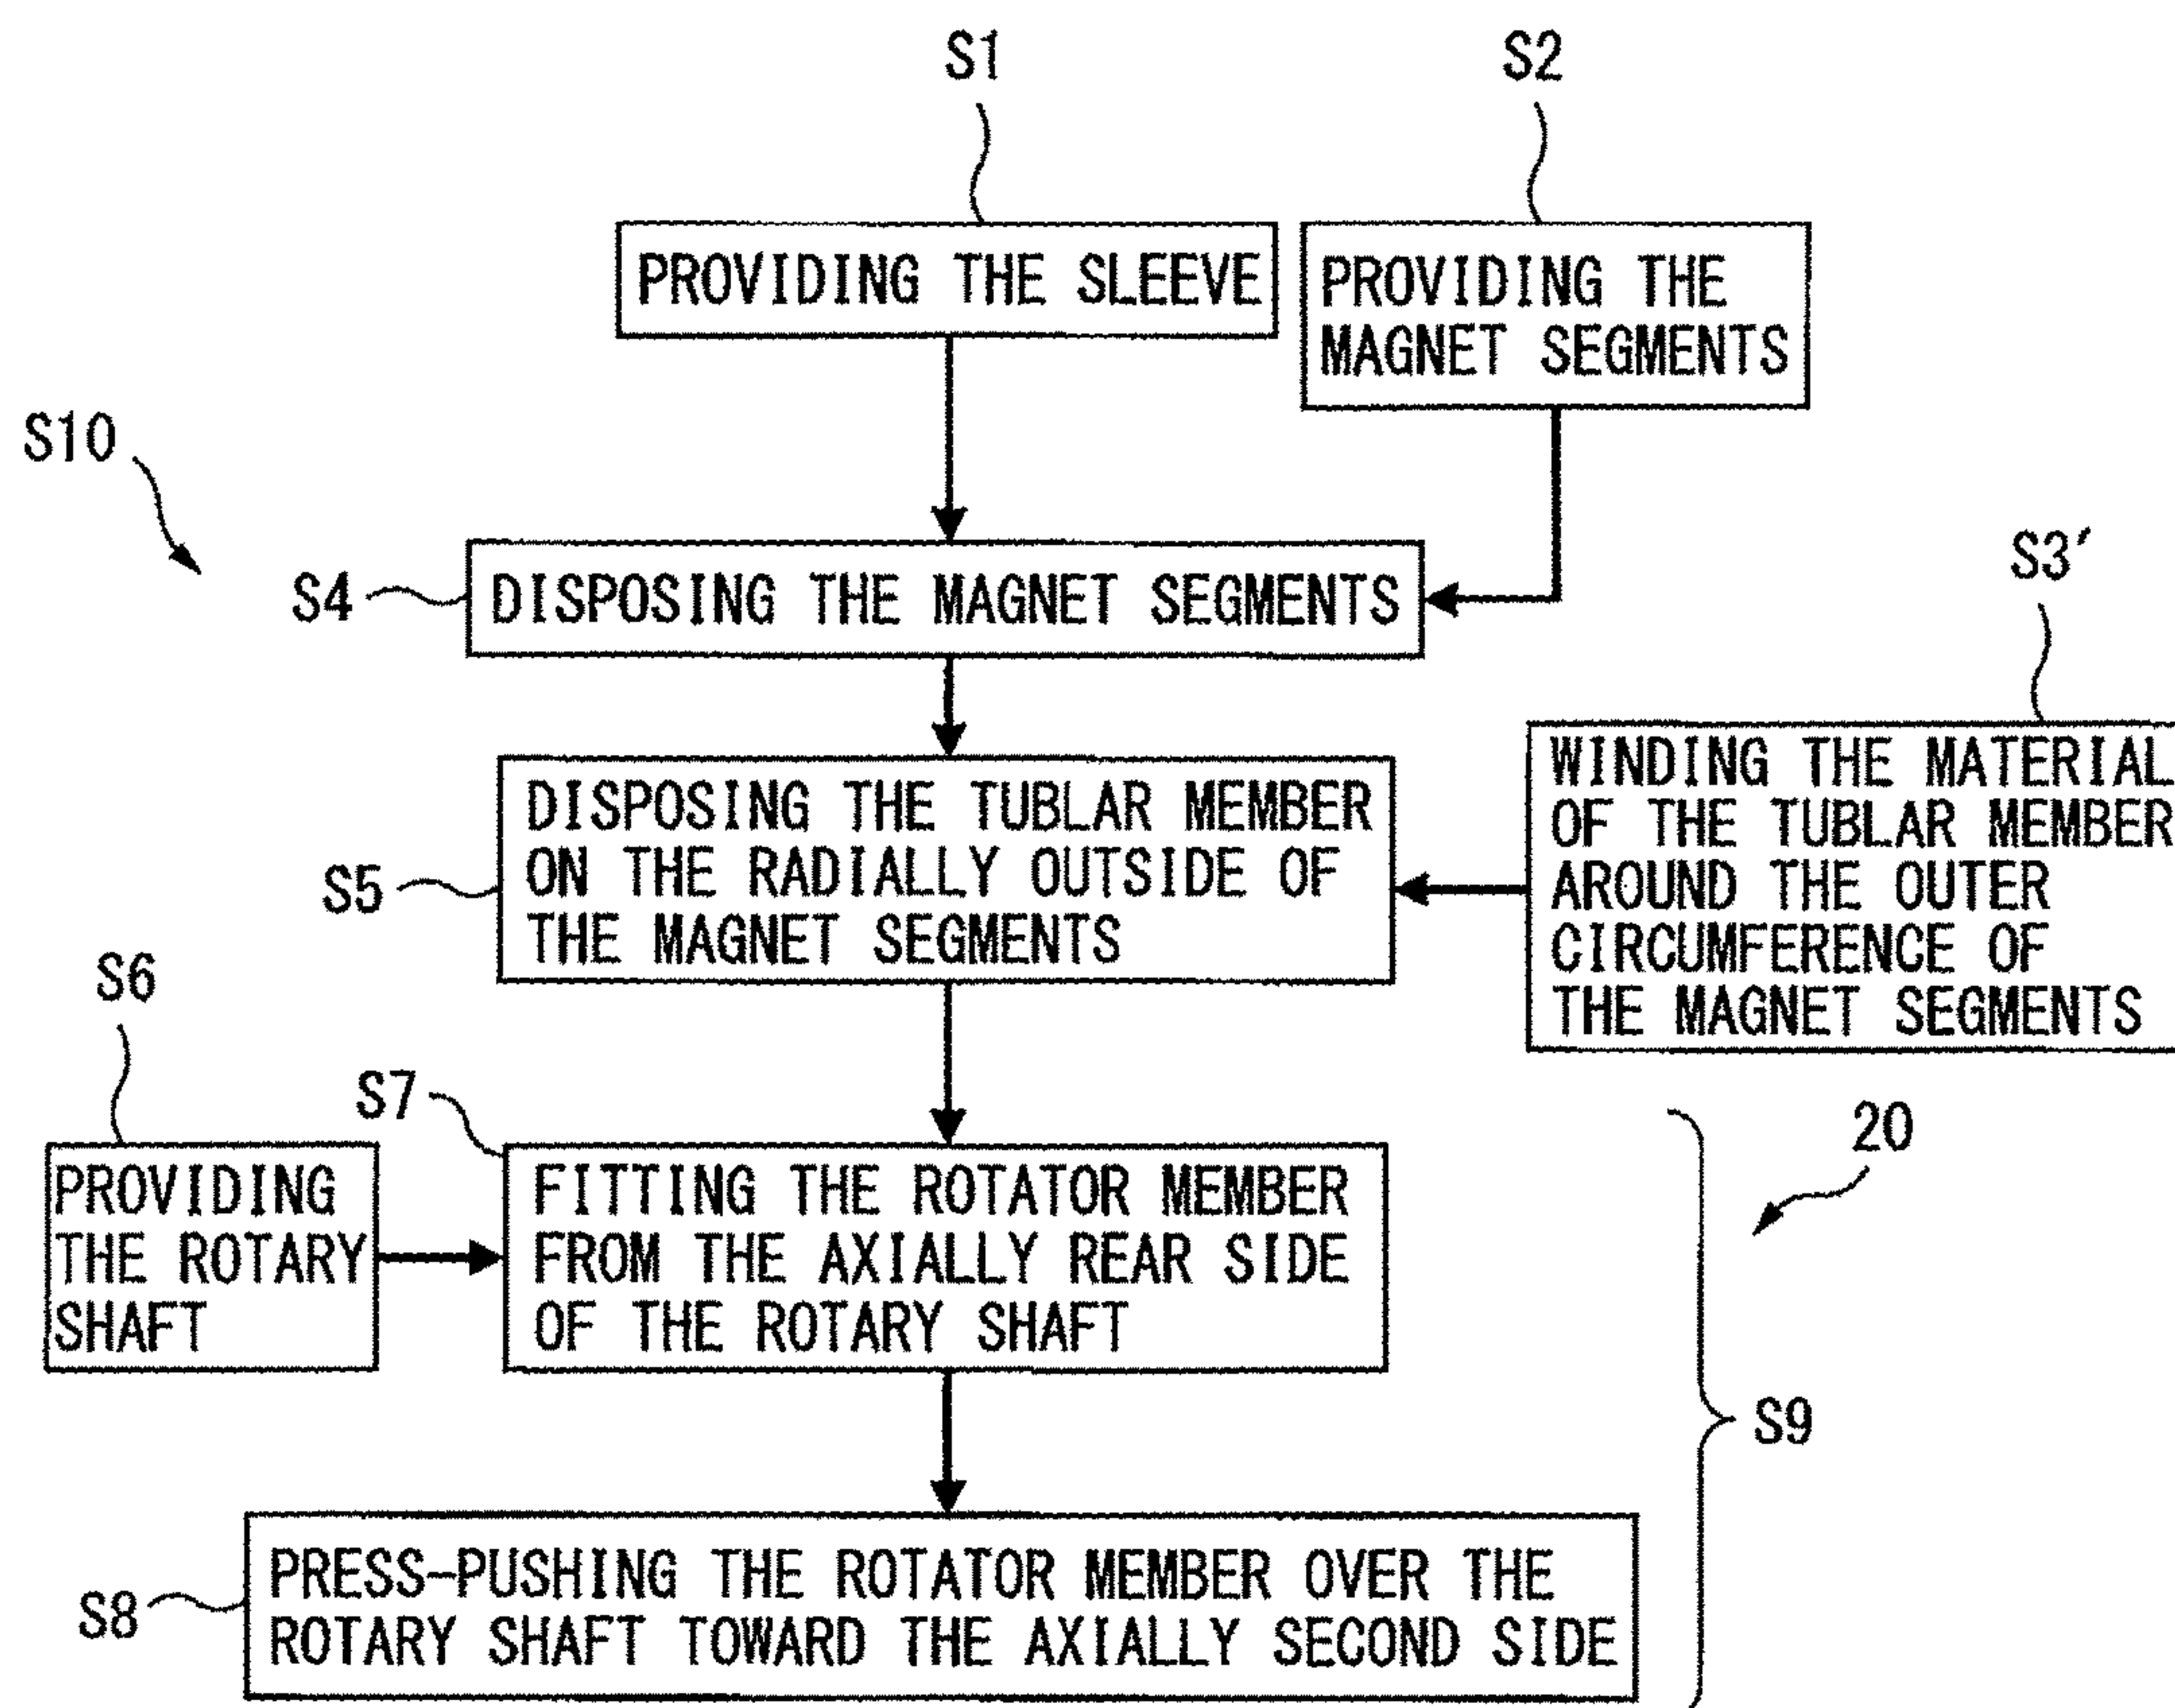 S1
S2
PROVIDING THE SLEEVE
PROVIDING THE
MAGNET SEGMENTS
S10
S4
DISPOSING THE MAGNET SEGMENTS
S3′
S5
DISPOSING THE TUBLAR MEMBER
ON THE RADIALLY OUTSIDE OF
THE MAGNET SEGMENTS
WINDING THE MATERIAL
OF THE TUBLAR MEMBER
AROUND THE OUTER
CIRCUMFERENCE OF
THE MAGNET SEGMENTS
S6
PROVIDING
THE ROTARY
SHAFT
S7
FITTING THE ROTATOR MEMBER
FROM THE AXIALLY REAR SIDE
OF THE ROTARY SHAFT
20
S9
S8
PRESS-PUSHING THE ROTATOR MEMBER OVER THE
ROTARY SHAFT TOWARD THE AXIALLY SECOND SIDE